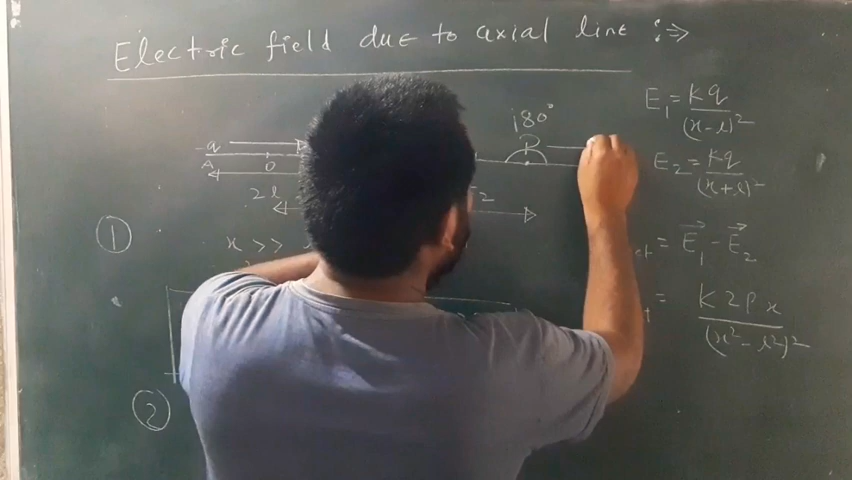 Electric field due to axial line :⇒
180°
-q
A O
2l
2
x >>
①
②
E₁ = Kq/(x-l)²
E₂ = Kq/(x+l)²
= E₁⃗ - E₂⃗
= K2px/(x²-l²)²